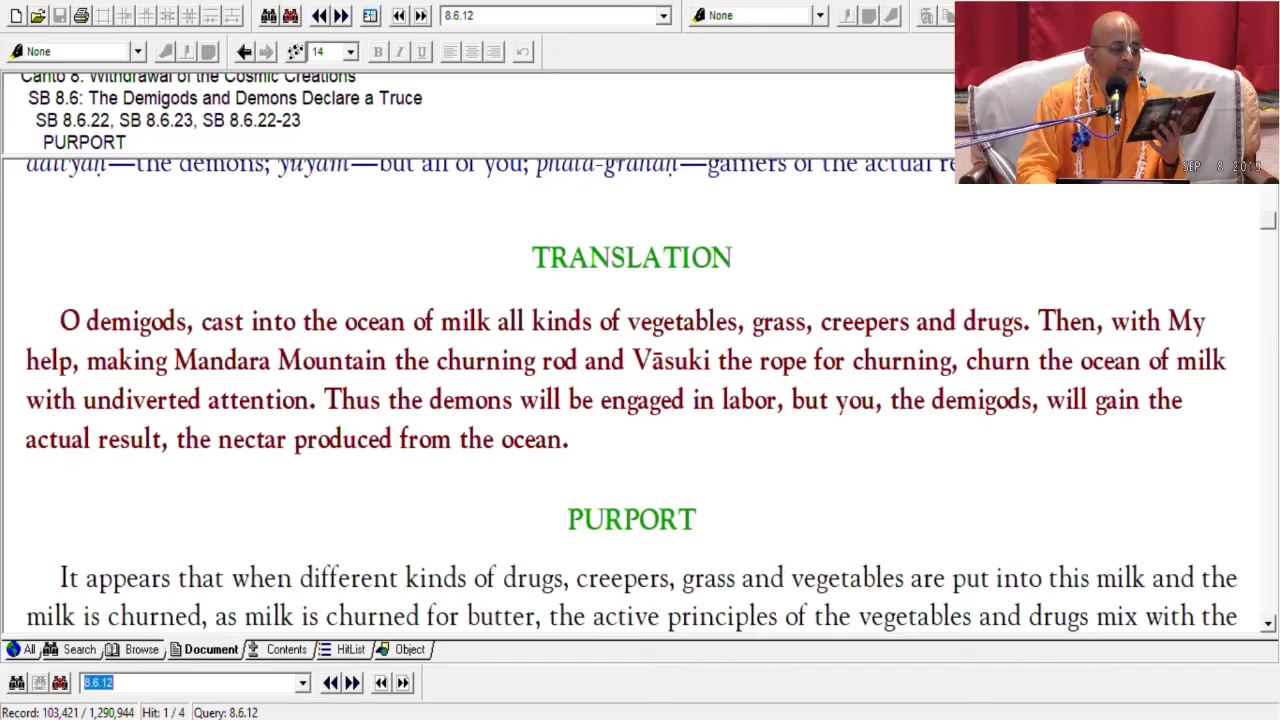 8.6.12
None
None
14
B I U
Canto 8: Withdrawal of the Cosmic Creations
SB 8.6: The Demigods and Demons Declare a Truce
SB 8.6.22, SB 8.6.23, SB 8.6.22-23
PURPORT
daityāḥ—the demons; yūyam—but all of you; phala-grahāḥ—gainers of the actual
SEP 8 2019
TRANSLATION
O demigods, cast into the ocean of milk all kinds of vegetables, grass, creepers and drugs. Then, with My
help, making Mandara Mountain the churning rod and Vāsuki the rope for churning, churn the ocean of milk
with undiverted attention. Thus the demons will be engaged in labor, but you, the demigods, will gain the
actual result, the nectar produced from the ocean.
PURPORT
It appears that when different kinds of drugs, creepers, grass and vegetables are put into this milk and the
milk is churned, as milk is churned for butter, the active principles of the vegetables and drugs mix with the
All Search Browse Document Contents HitList Object
8.6.12
Record: 103,421 / 1,290,944 Hit: 1 / 4 Query: 8.6.12